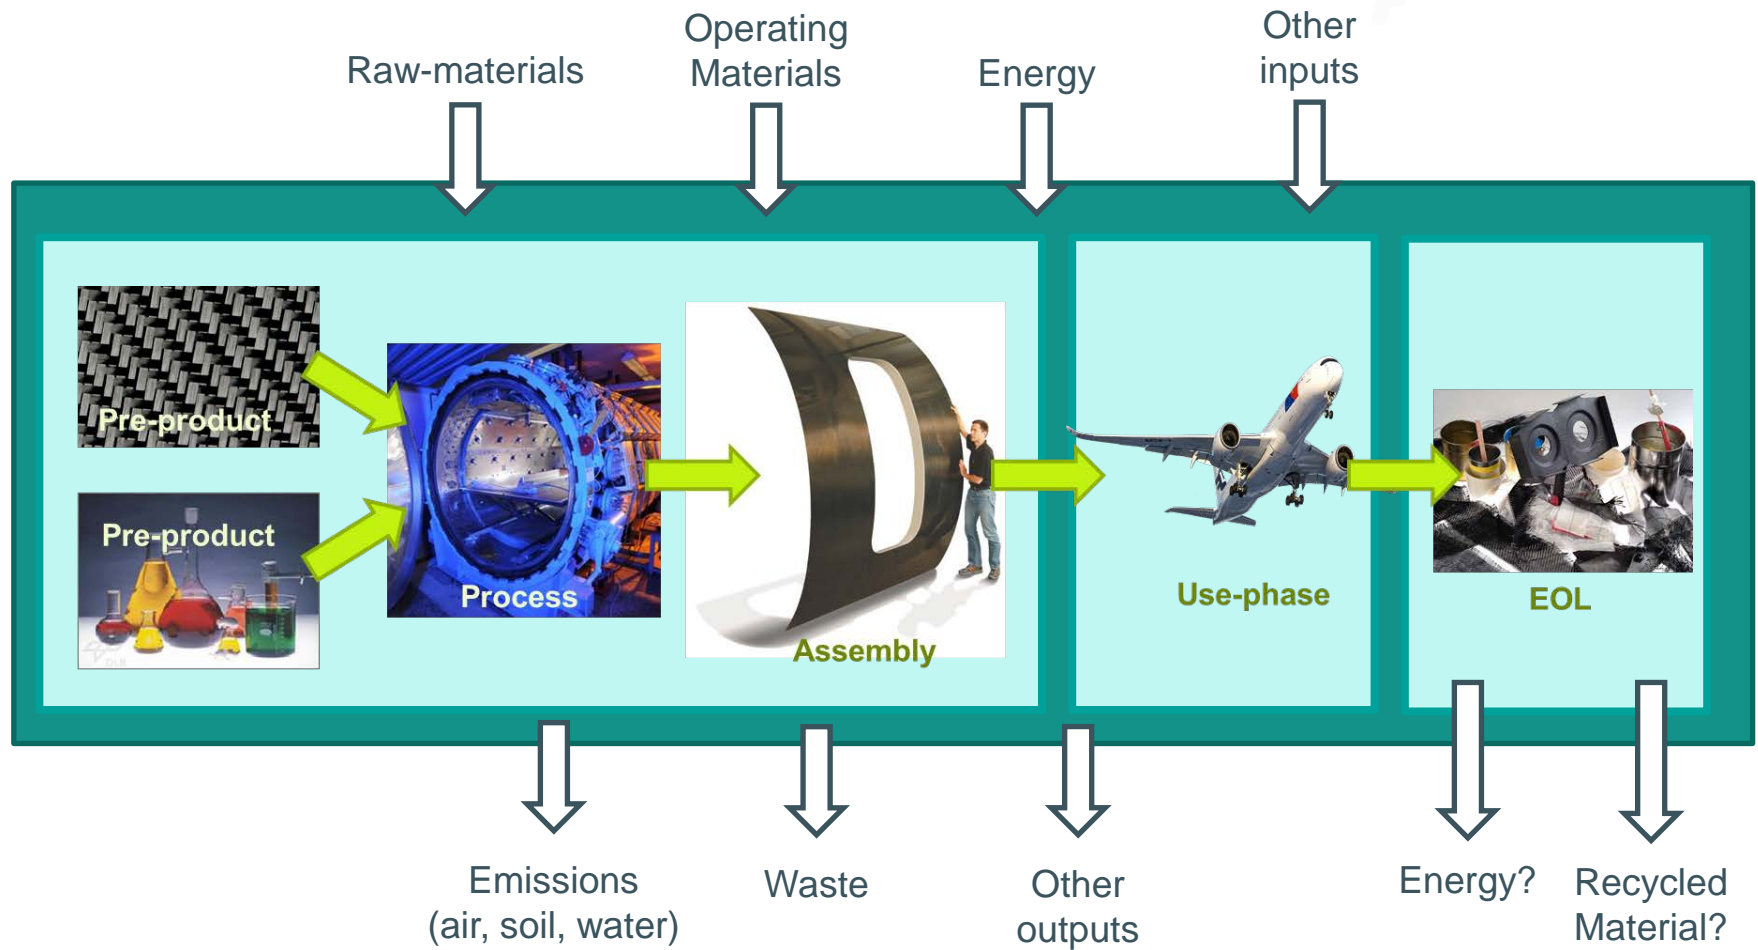 Raw-materials
Operating
Materials
Energy
Other
inputs
Pre-product
Pre-product
DLR
Process
Assembly
Use-phase
EOL
Emissions
(air, soil, water)
Waste
Other
outputs
Energy?
Recycled
Material?